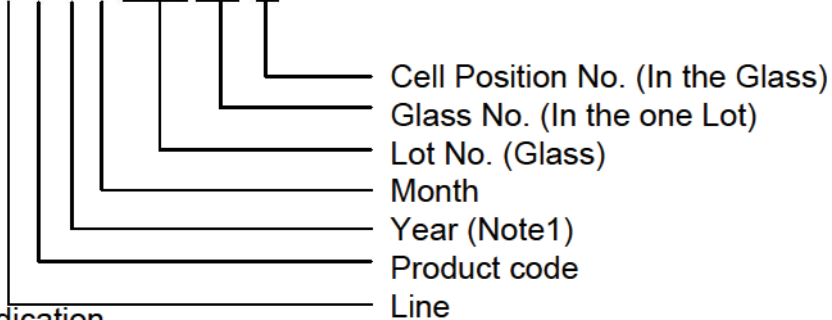 Cell Position No. (In the Glass)
Glass No. (In the one Lot)
Lot No. (Glass)
Month
Year (Note1)
Product code
Line